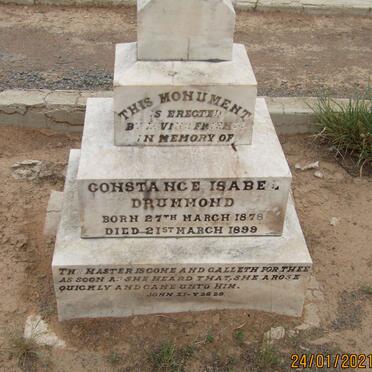 THIS MONUMENT
IS ERECTED
IN MEMORY OF
CONSTANCE ISABEL
DRUMMOND
BORN 27TH MARCH 1878
DIED 21ST MARCH 1899
THE MASTER IS COME AND CALLETH FOR THEE
AS SOON AS SHE HEARD THAT, SHE AROSE
QUICKLY AND CAME UNTO HIM.
JOHN XI-V 28 29
24/01/2021